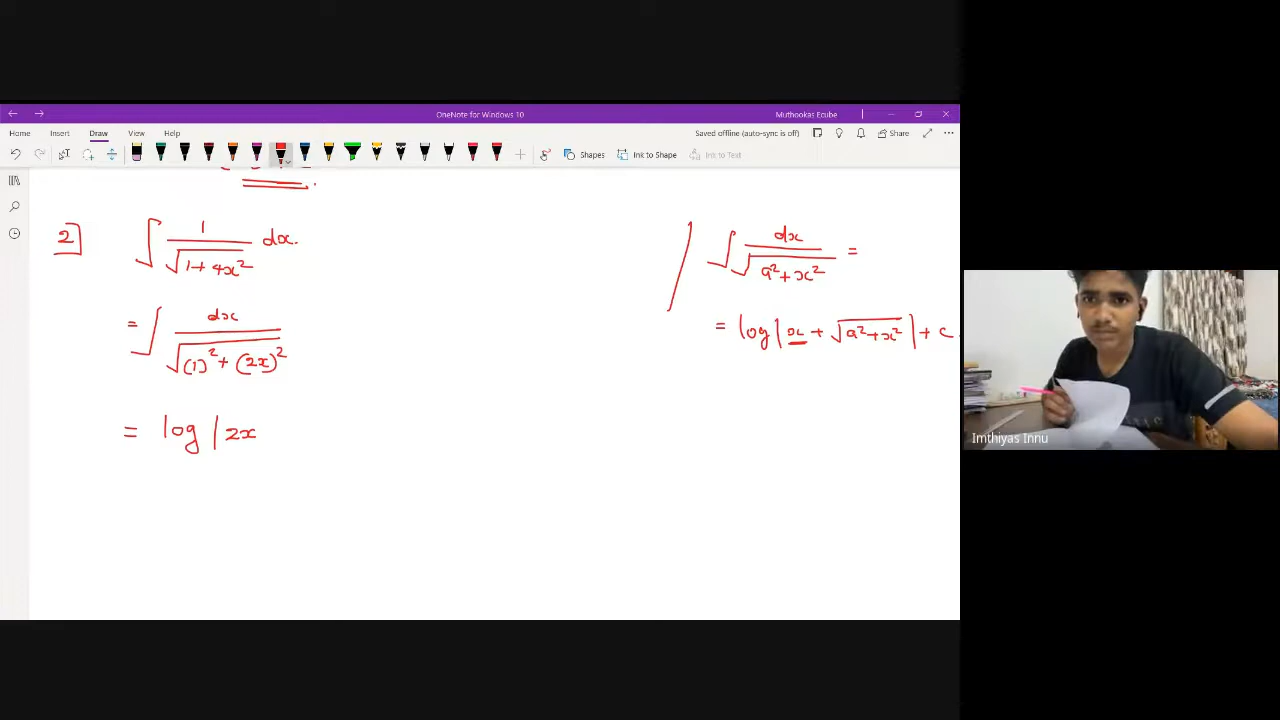 OneNote for Windows 10
Muthookas Ecube
Home Insert Draw View Help
Saved offline (auto-sync is off)
Share
Shapes
Ink to Shape
Ink to Text
2
∫ 1/√(1+4x²) dx.
= ∫ dx/√((1)²+(2x)²)
= log |2x
∫ dx/√(a²+x²) =
= log |x + √(a²+x²)| + c
Imthiyas Innu